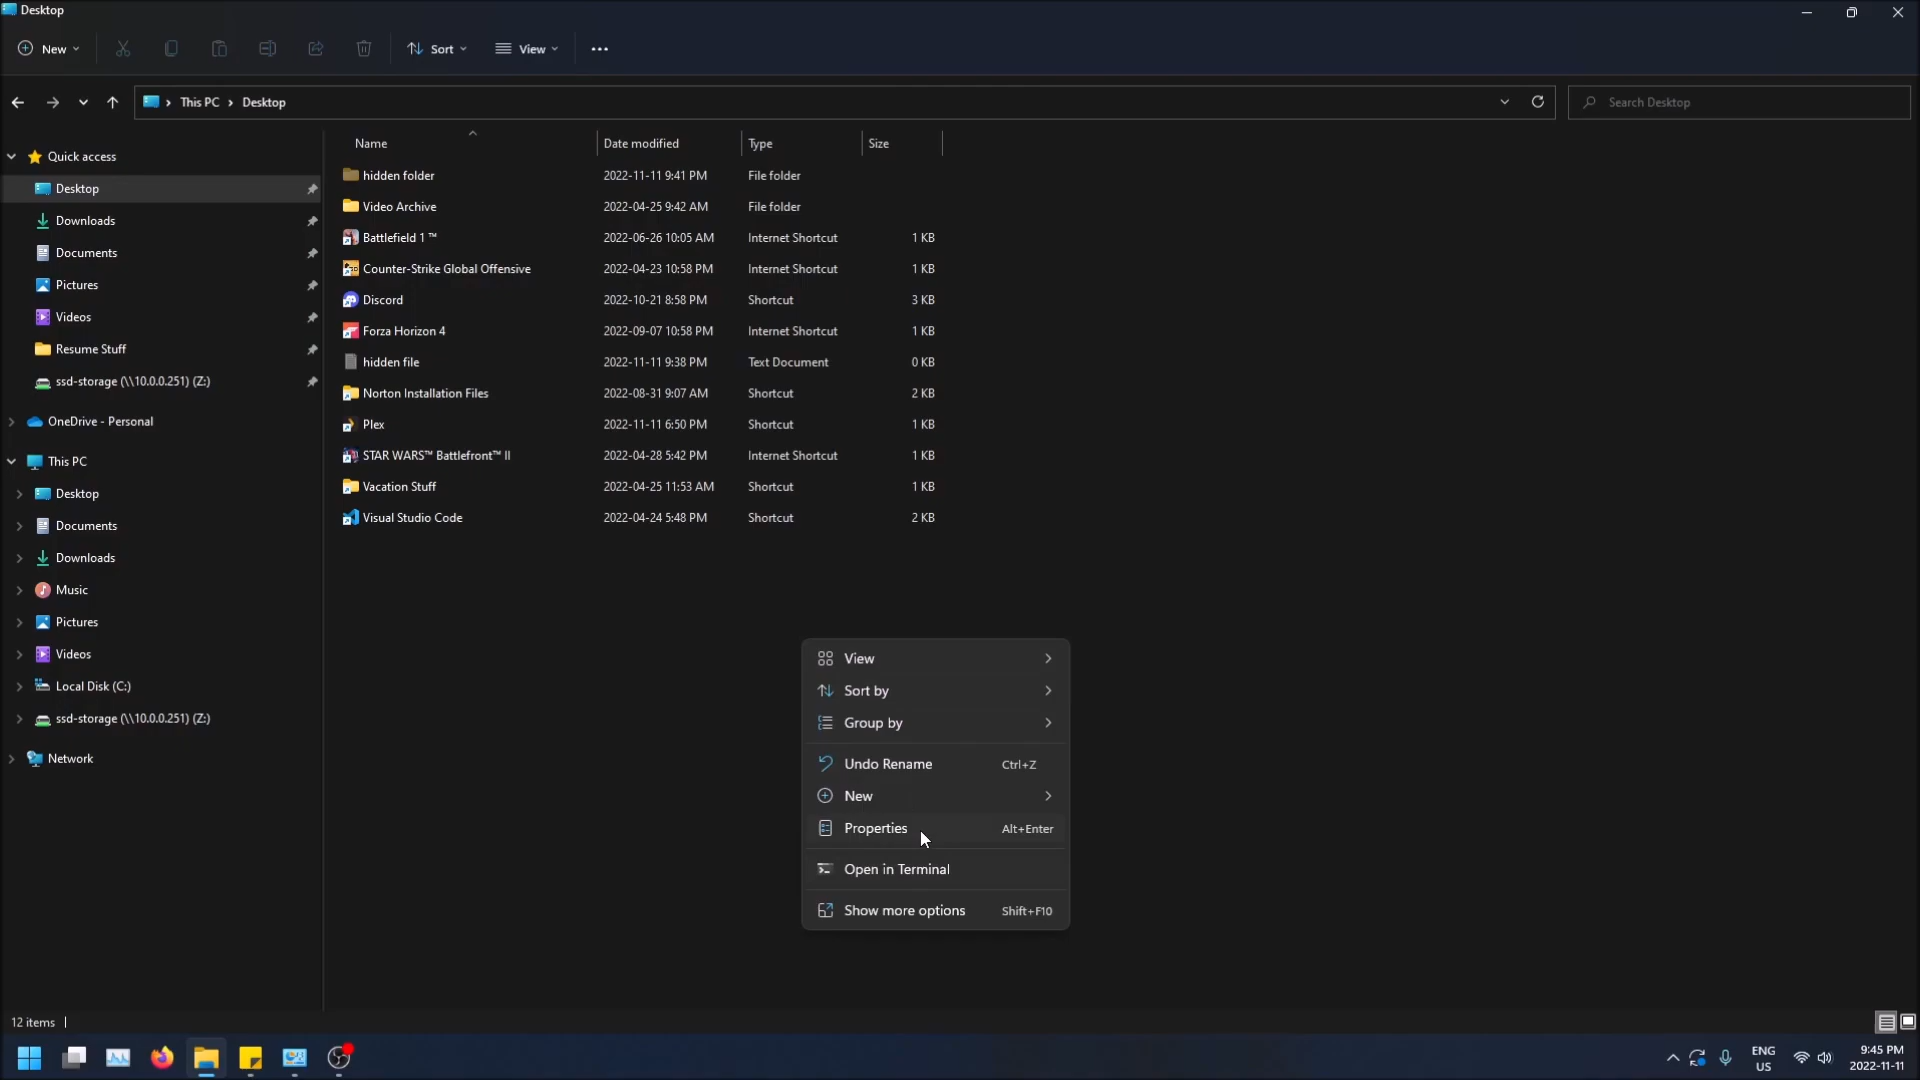 Desktop
New
Sort
View
This PC
Desktop
Search Desktop
Name
Date modified
Type
Size
Quick access
Desktop
Downloads
Documents
Pictures
Videos
Resume Stuff
ssd-storage (\\10.0.0.251) (Z:)
OneDrive - Personal
This PC
Desktop
Documents
Downloads
Music
Pictures
Videos
Local Disk (C:)
ssd-storage (\\10.0.0.251) (Z:)
Network
hidden folder 2022-11-11 9:41 PM File folder
Video Archive 2022-04-25 9:42 AM File folder
Battlefield 1 ™ 2022-06-26 10:05 AM Internet Shortcut 1 KB
Counter-Strike Global Offensive 2022-04-23 10:58 PM Internet Shortcut 1 KB
Discord 2022-10-21 8:58 PM Shortcut 3 KB
Forza Horizon 4 2022-09-07 10:58 PM Internet Shortcut 1 KB
hidden file 2022-11-11 9:38 PM Text Document 0 KB
Norton Installation Files 2022-08-31 9:07 AM Shortcut 2 KB
Plex 2022-11-11 6:50 PM Shortcut 1 KB
STAR WARS™ Battlefront™ II 2022-04-28 5:42 PM Internet Shortcut 1 KB
Vacation Stuff 2022-04-25 11:53 AM Shortcut 1 KB
Visual Studio Code 2022-04-24 5:48 PM Shortcut 2 KB
View
Sort by
Group by
Undo Rename Ctrl+Z
New
Properties Alt+Enter
Open in Terminal
Show more options Shift+F10
12 items
ENG
US
9:45 PM
2022-11-11